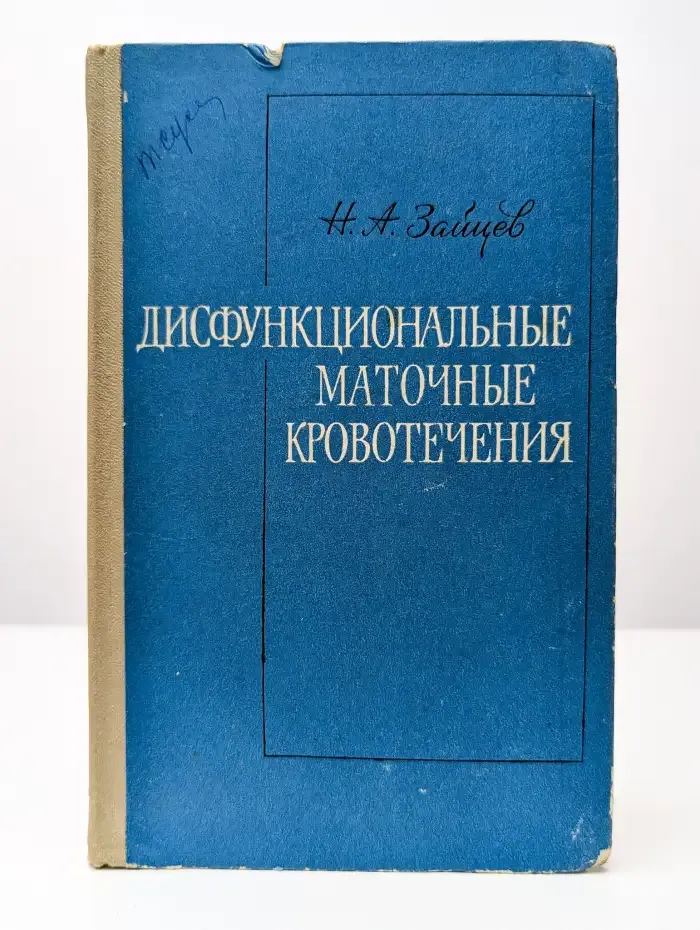 Н. А. Зайцев
ДИСФУНКЦИОНАЛЬНЫЕ
МАТОЧНЫЕ
КРОВОТЕЧЕНИЯ